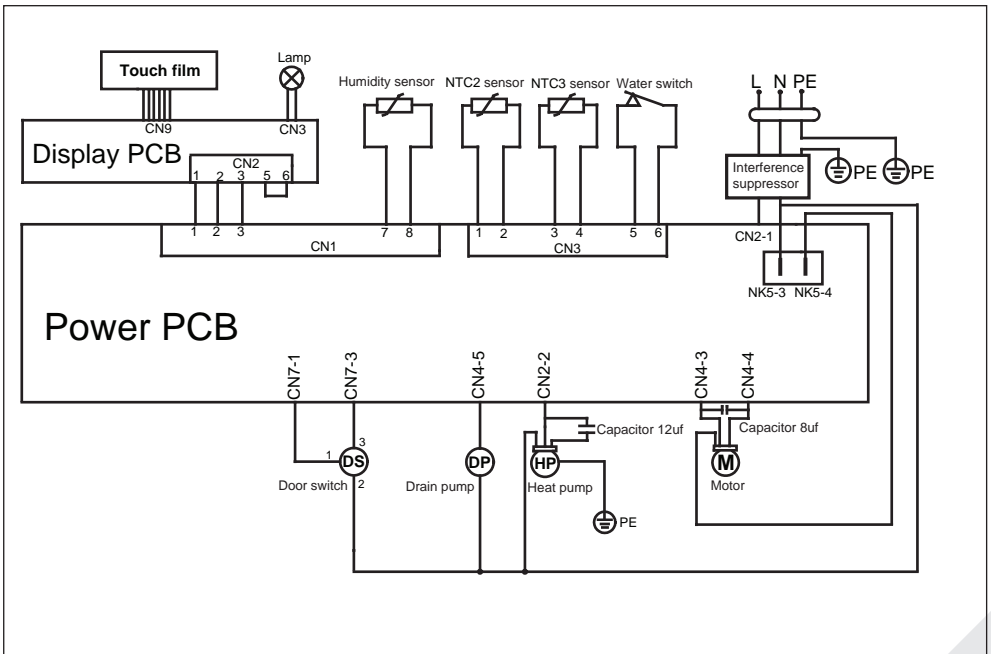 Touch film
Lamp
Humidity sensor
NTC2 sensor
NTC3 sensor
Water switch
L N PE
CN9
CN3
Display PCB
CN2
1 2 3 5 6
Interference
suppressor
PE
PE
1 2 3 7 8
CN1
1 2 3 4 5 6
CN3
CN2-1
NK5-3 NK5-4
Power PCB
CN7-1
CN7-3
CN4-5
CN2-2
CN4-3
CN4-4
Capacitor 12uf
Capacitor 8uf
3
1
DS
2
DP
HP
M
Door switch
Drain pump
Heat pump
Motor
PE